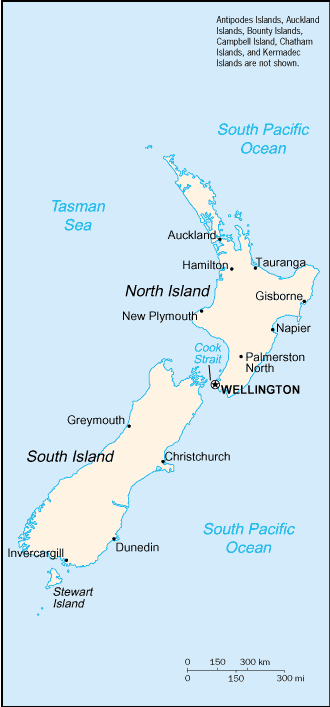 Antipodes Islands, Auckland
Islands, Bounty Islands,
Campbell Island, Chatham
Islands, and Kermadec
Islands are not shown.
South Pacific
Ocean
Tasman
Sea
Auckland
Hamilton
Tauranga
North Island
Gisborne
New Plymouth
Napier
Cook
Strait
Palmerston
North
WELLINGTON
Greymouth
South Island
Christchurch
South Pacific
Ocean
Dunedin
Invercargill
Stewart
Island
0 150 300 km
0 150 300 mi